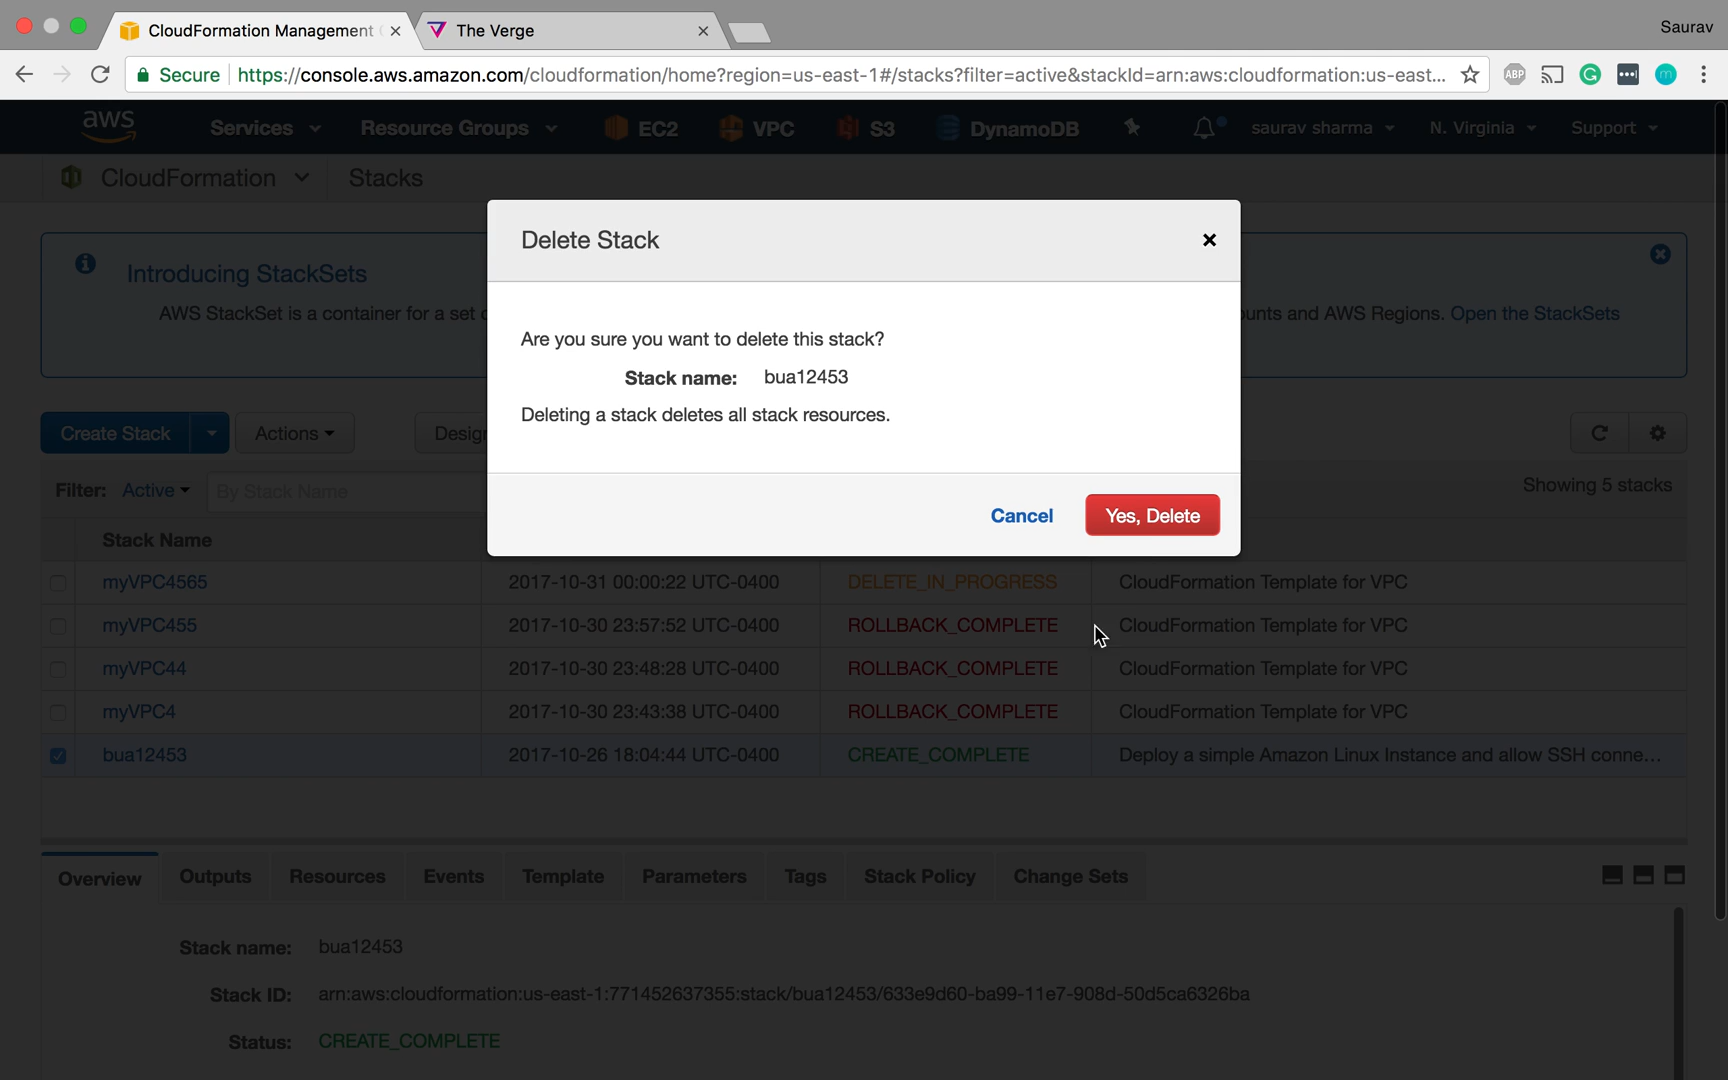 CloudFormation Management
The Verge
Saurav
Secure
https://console.aws.amazon.com/cloudformation/home?region=us-east-1#/stacks?filter=active&stackId=arn:aws:cloudformation:us-east...
ABP
aws
Services
Resource Groups
EC2
VPC
S3
DynamoDB
saurav sharma
N. Virginia
Support
CloudFormation
Stacks
Delete Stack
Introducing StackSets
AWS StackSet is a container for a set
and AWS Regions. Open the StackSets
Are you sure you want to delete this stack?
Stack name: bua12453
Deleting a stack deletes all stack resources.
Create Stack
Actions
Cancel
Yes, Delete
Filter: Active
By Stack Name
Showing 5 stacks
Stack Name
myVPC4565 2017-10-31 00:00:22 UTC-0400 DELETE_IN_PROGRESS CloudFormation Template for VPC
myVPC455 2017-10-30 23:57:52 UTC-0400 ROLLBACK_COMPLETE CloudFormation Template for VPC
myVPC44 2017-10-30 23:48:28 UTC-0400 ROLLBACK_COMPLETE CloudFormation Template for VPC
myVPC4 2017-10-30 23:43:38 UTC-0400 ROLLBACK_COMPLETE CloudFormation Template for VPC
bua12453 2017-10-26 18:04:44 UTC-0400 CREATE_COMPLETE Deploy a simple Amazon Linux Instance and allow SSH conne...
Overview
Outputs
Resources
Events
Template
Parameters
Tags
Stack Policy
Change Sets
Stack name: bua12453
Stack ID: arn:aws:cloudformation:us-east-1:771452637355:stack/bua12453/633e9d60-ba99-11e7-908d-50d5ca6326ba
Status: CREATE_COMPLETE